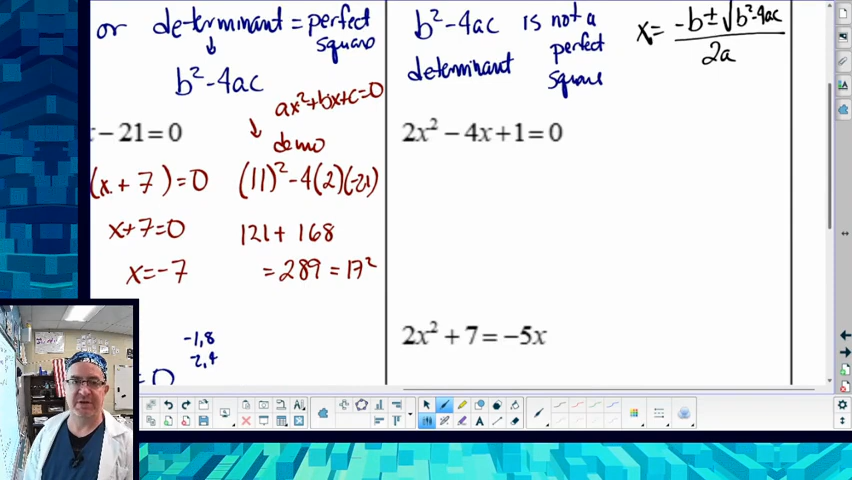 or determinant = perfect
square
b²-4ac
ax²+bx+c=0
demo
- 21 = 0
(x + 7) = 0
(11)² - 4(2)(-21)
x+7=0
121 + 168
x=-7
= 289 = 17²
-1,8
2,4
= 0
b²-4ac is not a
perfect
determinant square
x= -b±√b²-4ac
2a
2x² − 4x + 1 = 0
2x² + 7 = −5x